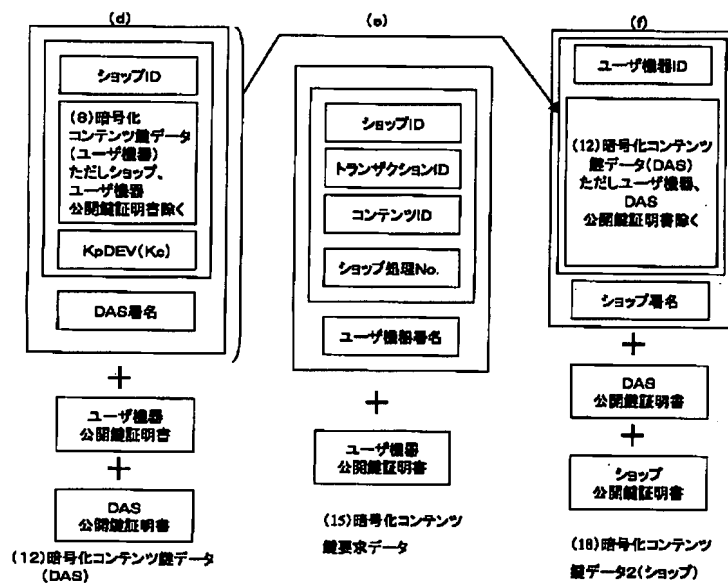 (d)
ショップID
(8)暗号化
コンテンツ鍵データ
(ユーザ機器)
ただしショップ、
ユーザ機器
公開鍵証明書除く
KpDEV(Kc)
DAS署名
+
ユーザ機器
公開鍵証明書
+
DAS
公開鍵証明書
(12)暗号化コンテンツ鍵データ
(DAS)
(e)
ショップID
トランザクションID
コンテンツID
ショップ処理No.
ユーザ機器署名
+
ユーザ機器
公開鍵証明書
(15)暗号化コンテンツ
鍵要求データ
(f)
ユーザ機器ID
(12)暗号化コンテンツ
鍵データ(DAS)
ただしユーザ機器、
DAS
公開鍵証明書除く
ショップ署名
+
DAS
公開鍵証明書
+
ショップ
公開鍵証明書
(18)暗号化コンテンツ
鍵データ2(ショップ)